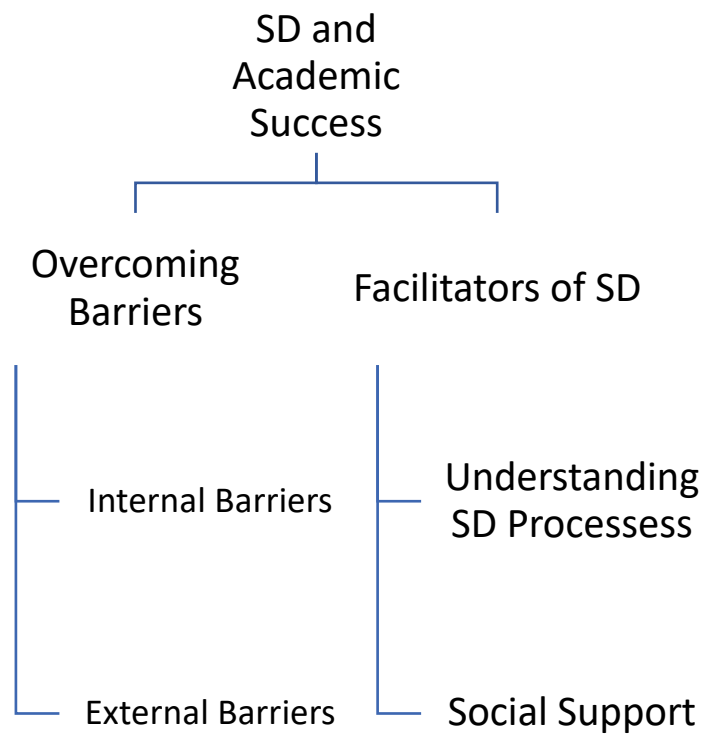 SD and
Academic
Success
Overcoming
Barriers
Facilitators of SD
Internal Barriers
External Barriers
Understanding
SD Processess
Social Support